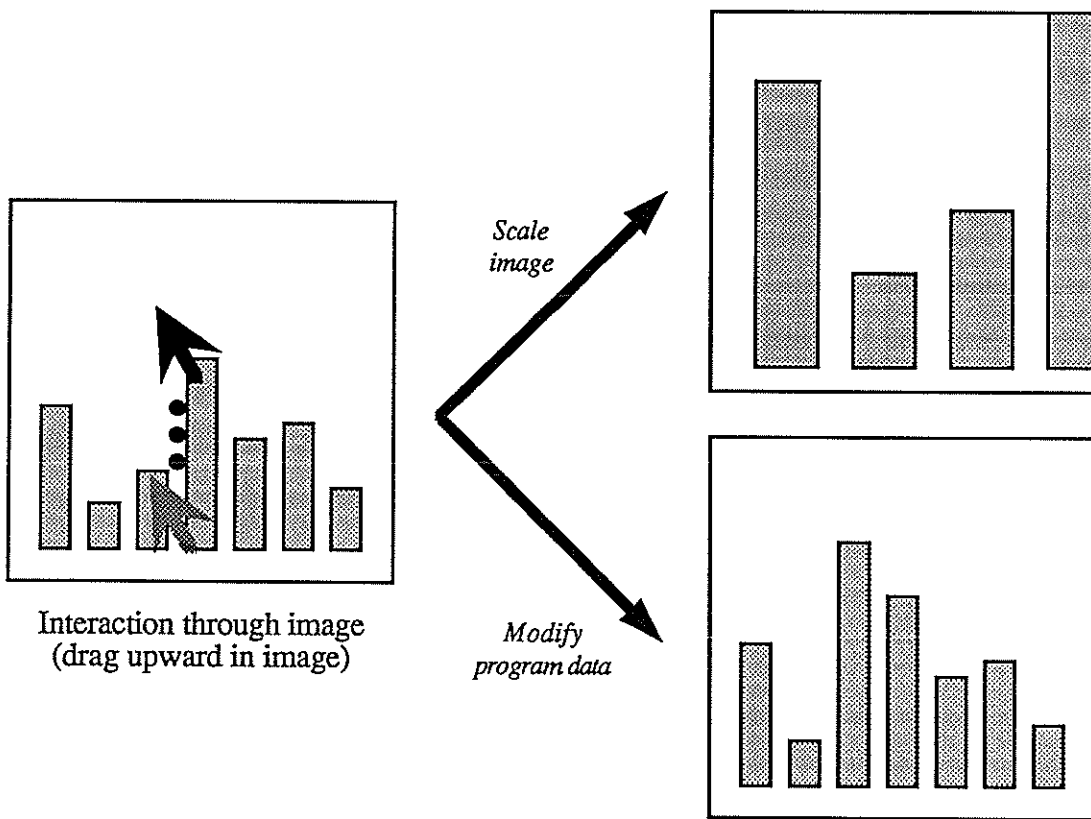 Scale
image
Interaction through image
(drag upward in image)
Modify
program data